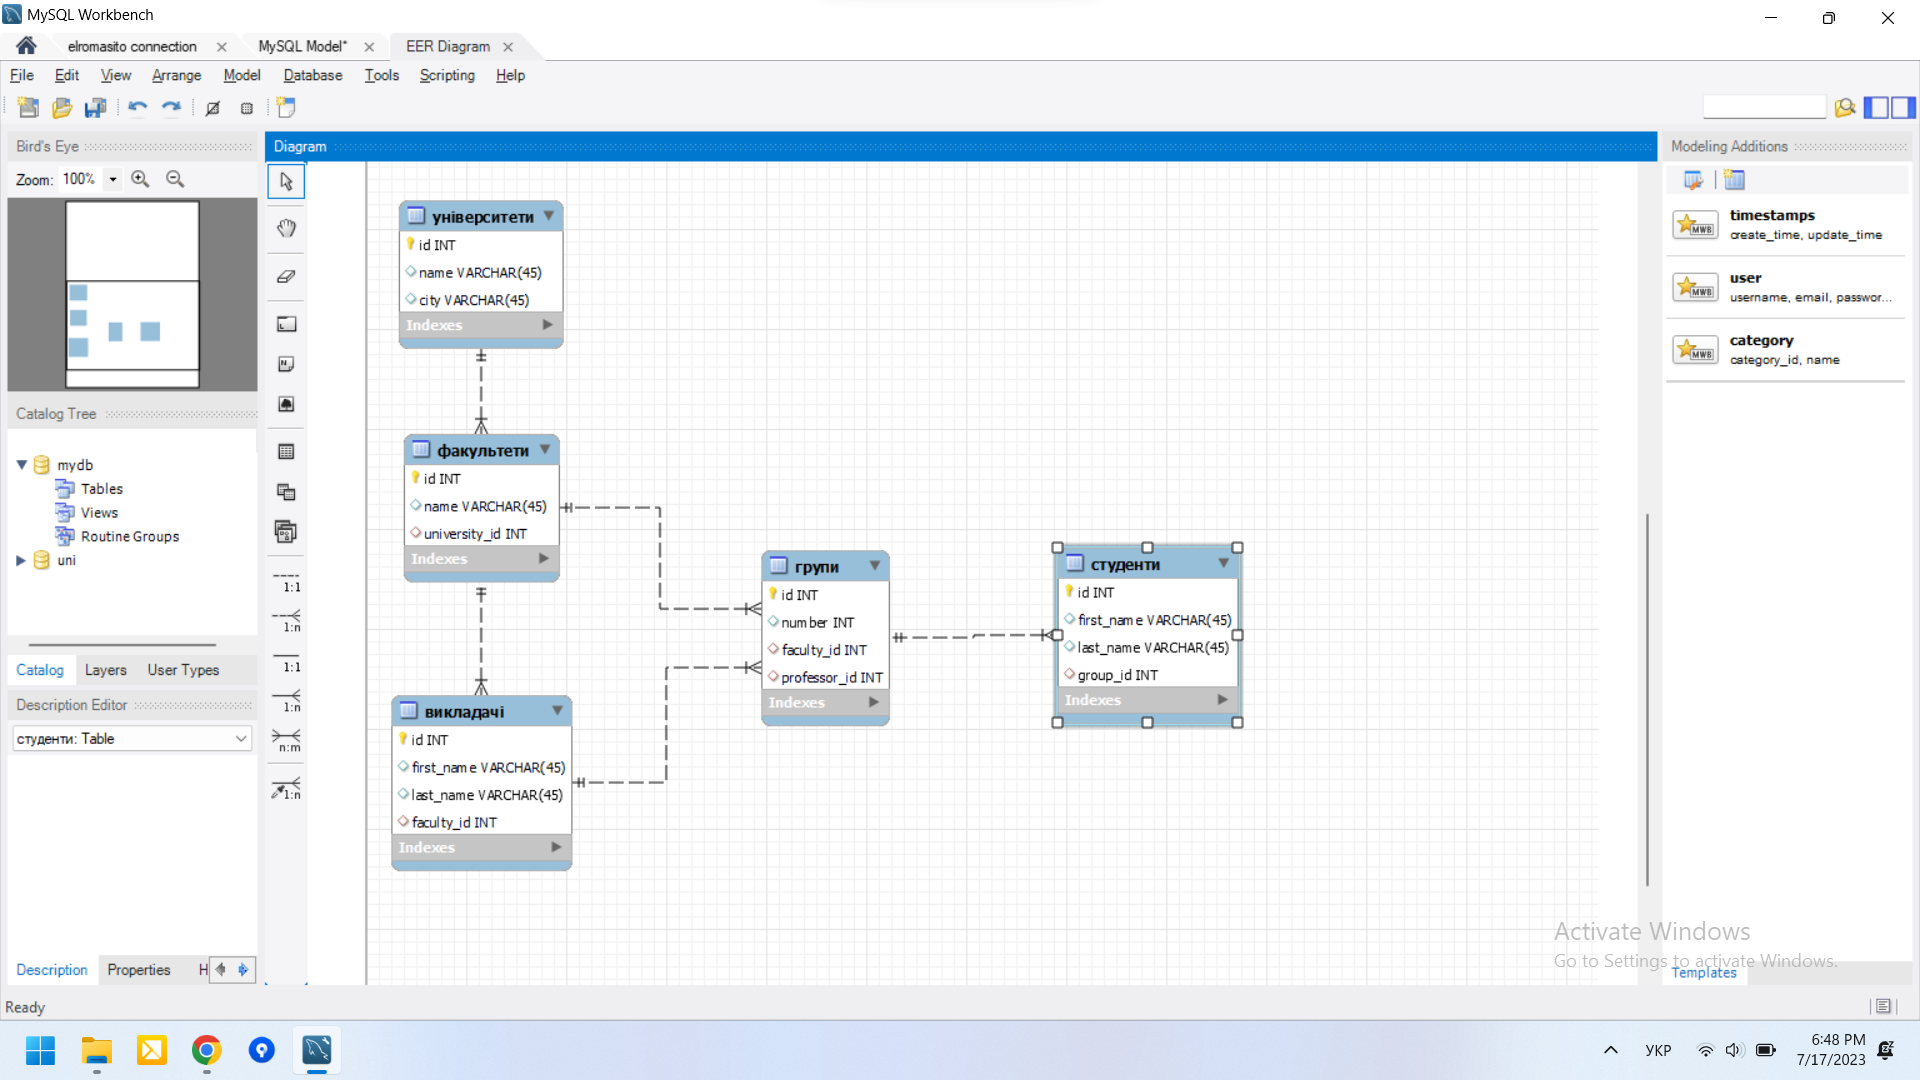 MySQL Workbench
elromasito connection
MySQL Model*
EER Diagram
File Edit View Arrange Model Database Tools Scripting Help
Bird's Eye
Zoom: 100%
Catalog Tree
mydb
Tables
Views
Routine Groups
uni
Catalog Layers User Types
Description Editor
студенти: Table
Description Properties H
Ready
Diagram
1:1
1:n
1:1
1:n
n:m
1:n
університети
id INT
name VARCHAR(45)
city VARCHAR(45)
Indexes
факультети
id INT
name VARCHAR(45)
university_id INT
Indexes
викладачі
id INT
first_name VARCHAR(45)
last_name VARCHAR(45)
faculty_id INT
Indexes
групи
id INT
number INT
faculty_id INT
professor_id INT
Indexes
студенти
id INT
first_name VARCHAR(45)
last_name VARCHAR(45)
group_id INT
Indexes
Modeling Additions
MWB
timestamps
create_time, update_time
MWB
user
username, email, passwor...
MWB
category
category_id, name
Activate Windows
Go to Settings to activate Windows.
Templates
УКР
6:48 PM
7/17/2023